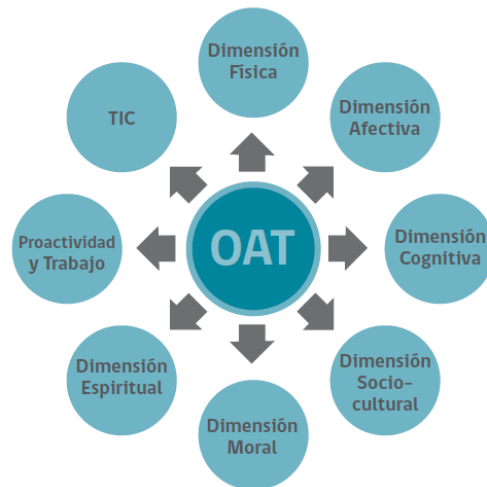 Dimensión
Física
Dimensión
Afectiva
Dimensión
Cognitiva
Dimensión
Socio-
cultural
Dimensión
Moral
Dimensión
Espiritual
Proactividad
y Trabajo
TIC
OAT